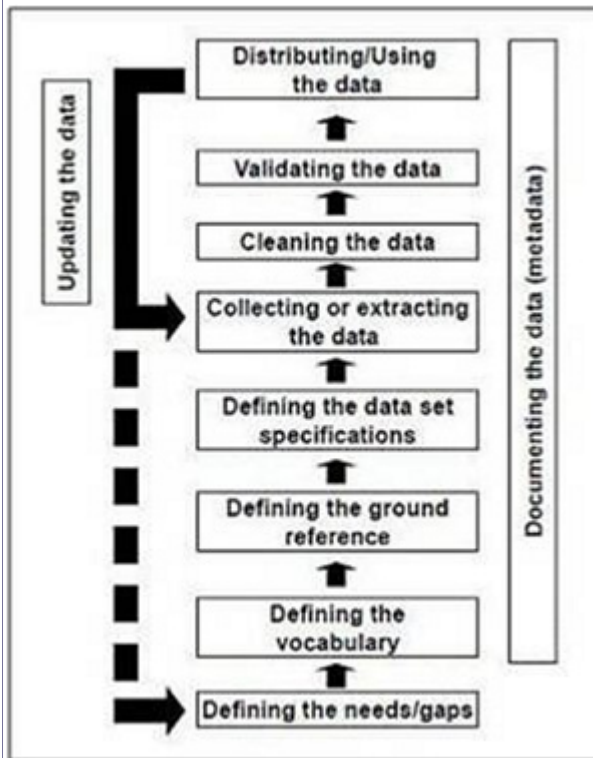 Distributing/Using
the data
Validating the data
Cleaning the data
Collecting or extracting
the data
Defining the data set
specifications
Defining the ground
reference
Defining the
vocabulary
Defining the needs/gaps
Updating the data
Documenting the data (metadata)